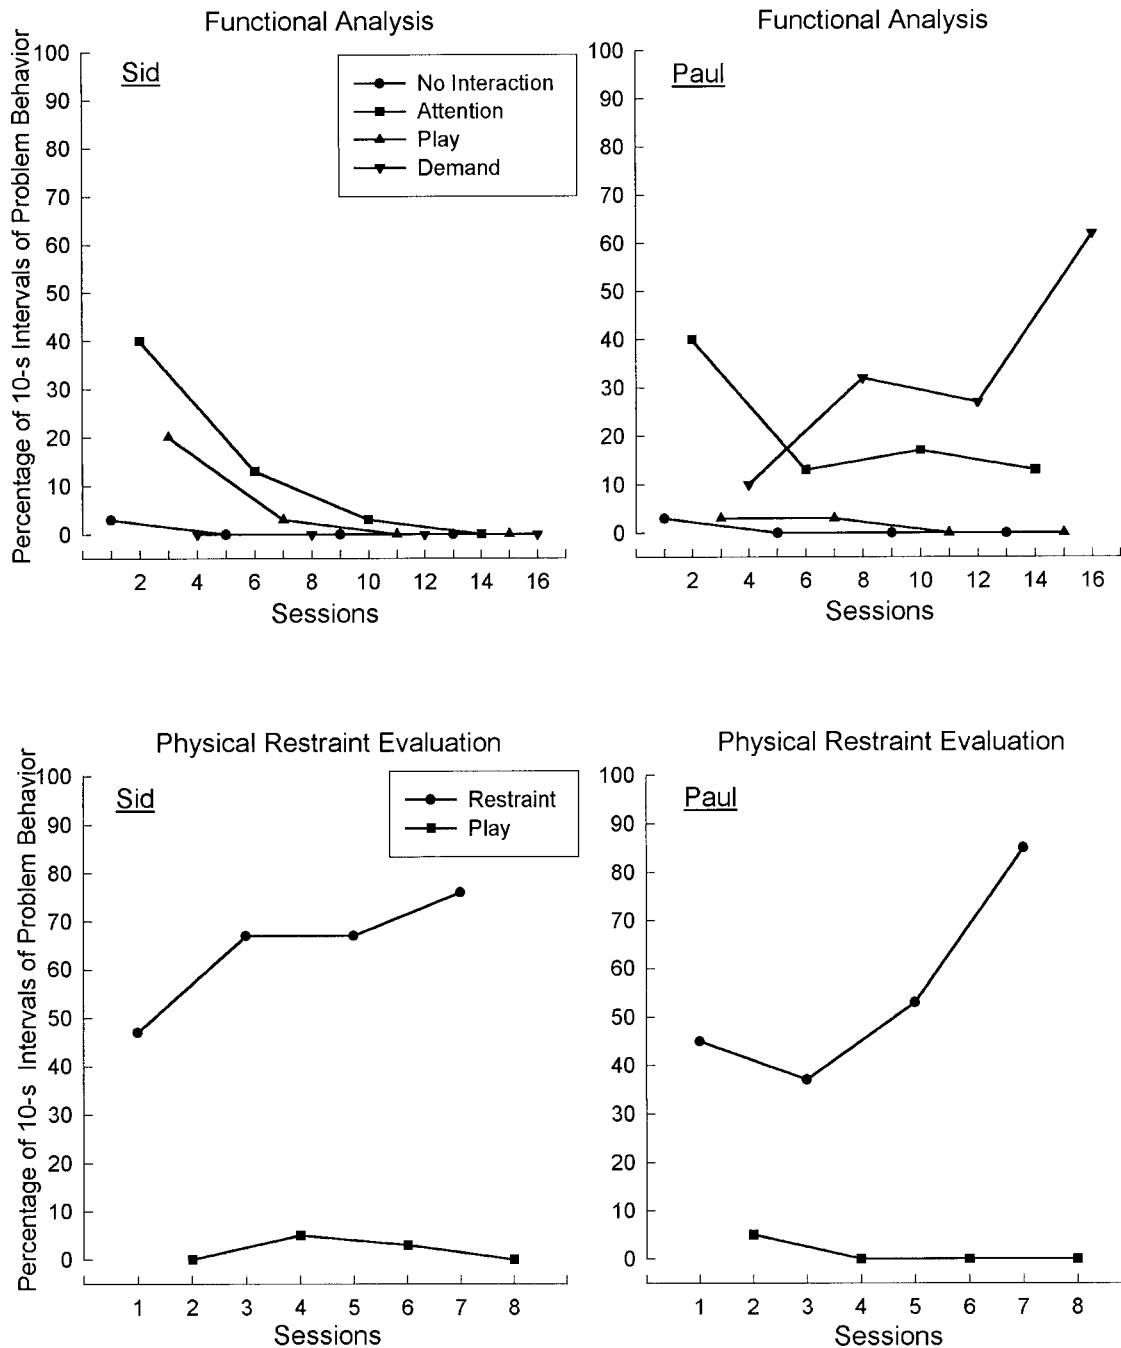 Functional Analysis
Percentage of 10-s Intervals of Problem Behavior
Sid
No Interaction
Attention
Play
Demand
100
90
80
70
60
50
40
30
20
10
0
2 4 6 8 10 12 14 16
Sessions
Functional Analysis
Paul
100
90
80
70
60
50
40
30
20
10
0
2 4 6 8 10 12 14 16
Sessions
Physical Restraint Evaluation
Percentage of 10-s Intervals of Problem Behavior
Sid
Restraint
Play
100
90
80
70
60
50
40
30
20
10
0
1 2 3 4 5 6 7 8
Sessions
Physical Restraint Evaluation
Paul
100
90
80
70
60
50
40
30
20
10
0
1 2 3 4 5 6 7 8
Sessions